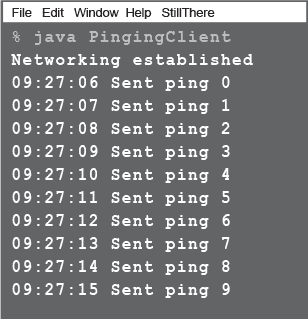 File Edit Window Help StillThere
% java PingingClient
Networking established
09:27:06 Sent ping 0
09:27:07 Sent ping 1
09:27:08 Sent ping 2
09:27:09 Sent ping 3
09:27:10 Sent ping 4
09:27:11 Sent ping 5
09:27:12 Sent ping 6
09:27:13 Sent ping 7
09:27:14 Sent ping 8
09:27:15 Sent ping 9